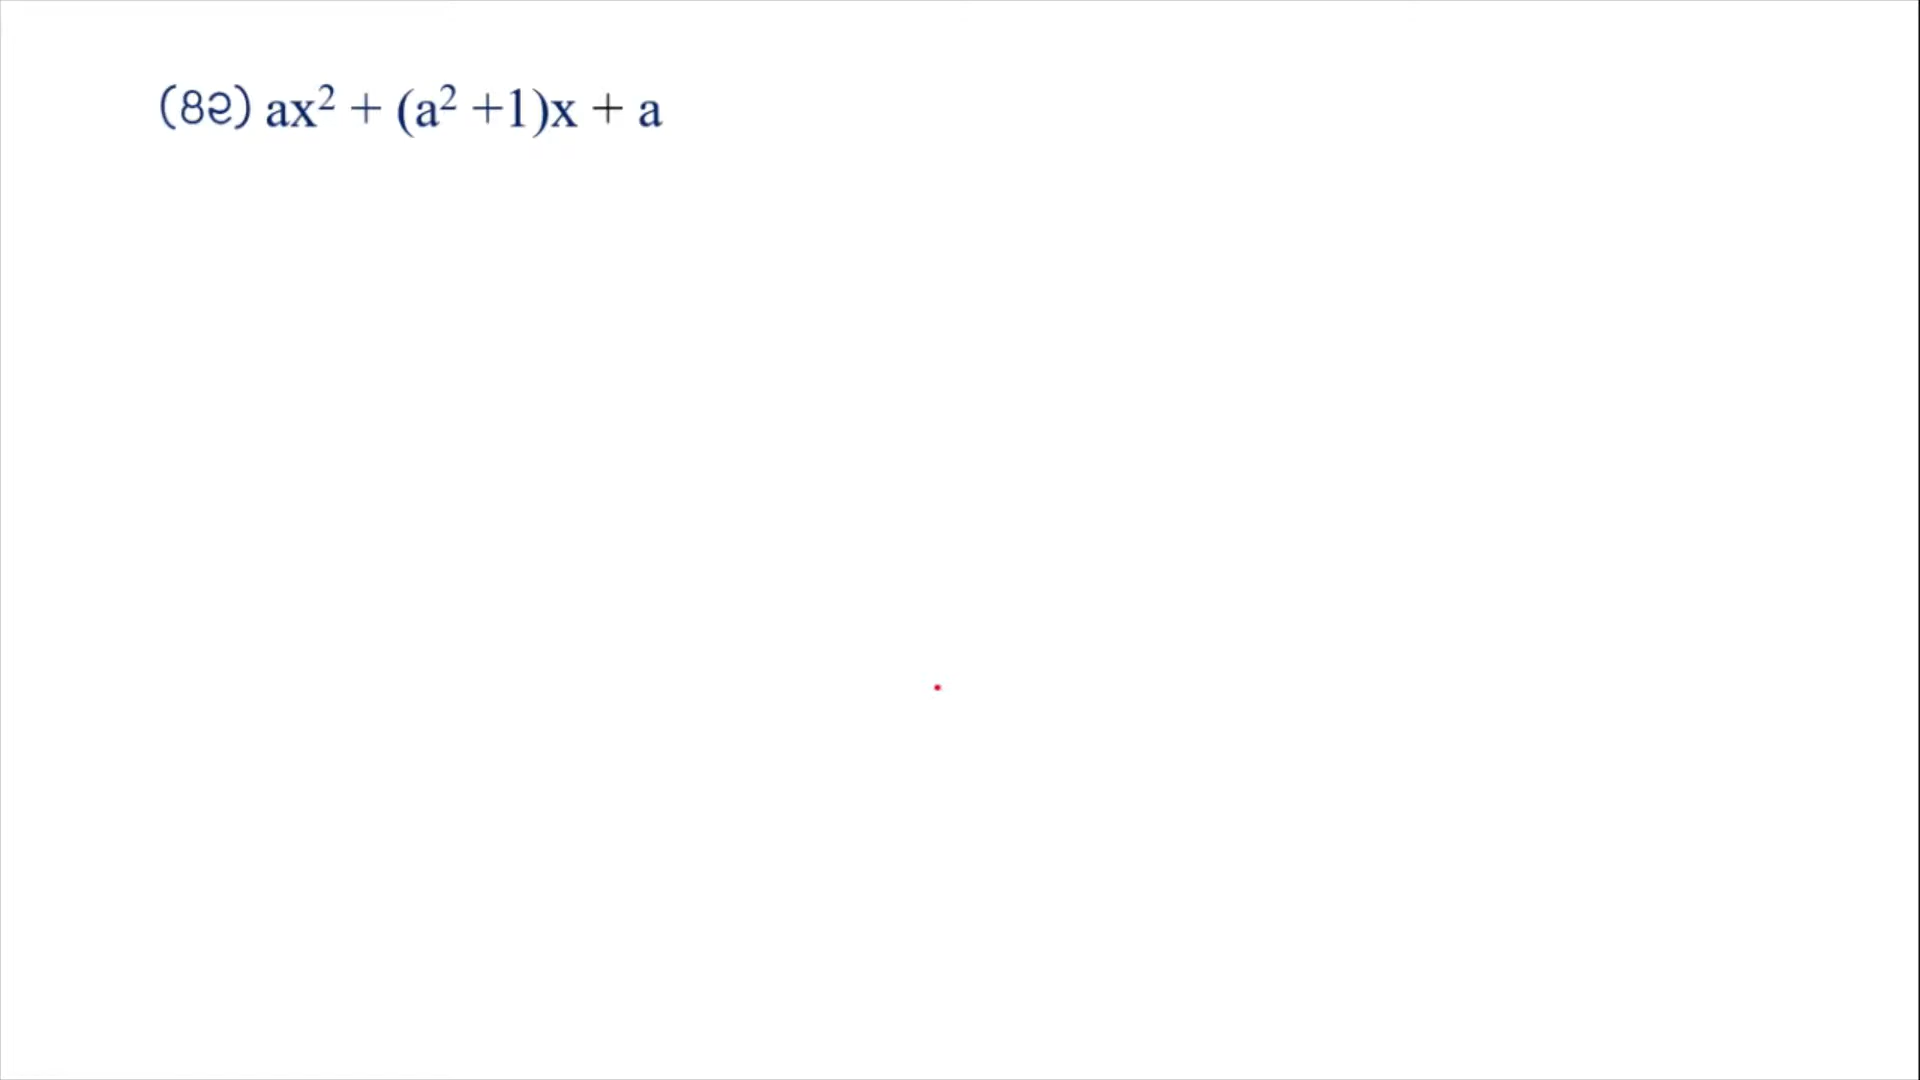 (৪২) ax² + (a² +1)x + a